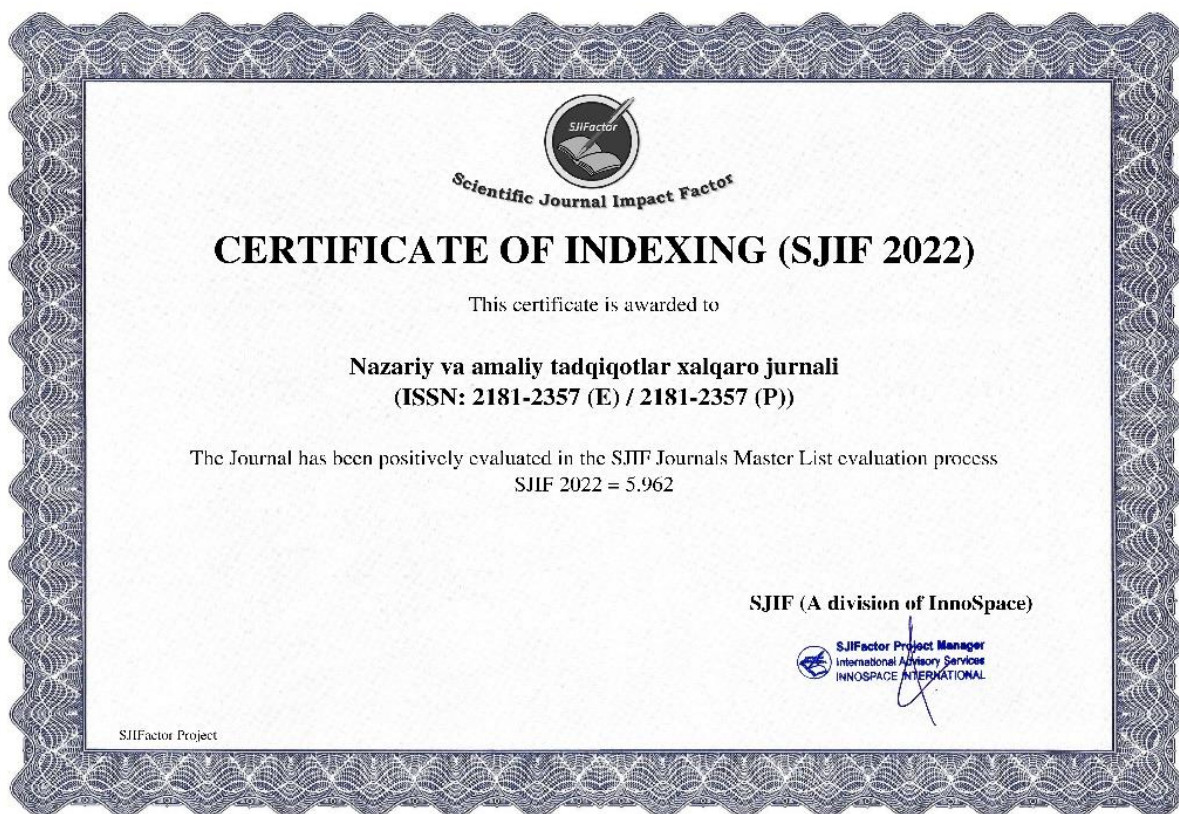 SJIFactor
Scientific Journal Impact Factor
CERTIFICATE OF INDEXING (SJIF 2022)
This certificate is awarded to
Nazariy va amaliy tadqiqotlar xalqaro jurnali
(ISSN: 2181-2357 (E) / 2181-2357 (P))
The Journal has been positively evaluated in the SJIF Journals Master List evaluation process
SJIF 2022 = 5.962
SJIF (A division of InnoSpace)
SJIFactor Project Manager
International Advisory Services
INNOSPACE INTERNATIONAL
SJIFactor Project